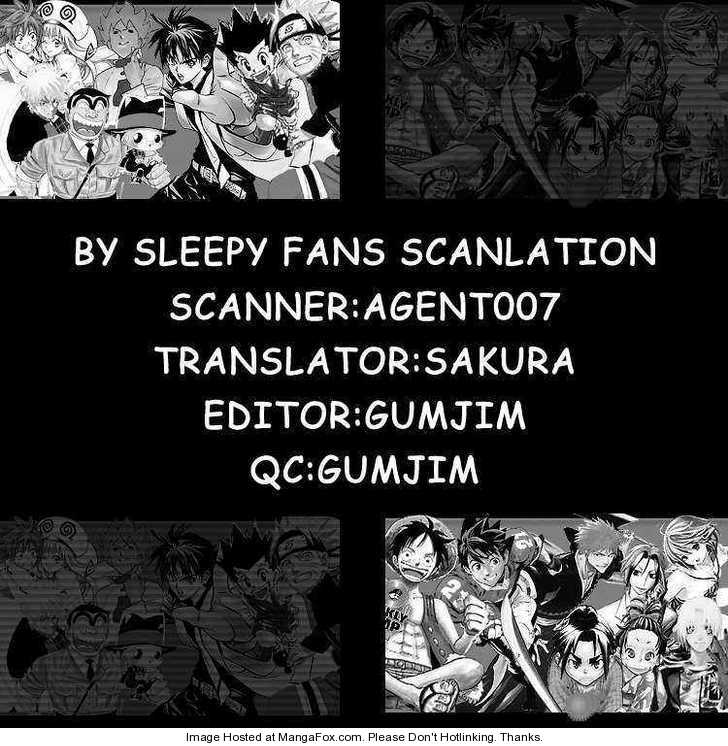 BY SLEEPY FANS SCANLATION
SCANNER:AGENT007
TRANSLATOR:SAKURA
EDITOR:GUMJIM
QC:GUMJIM
Image Hosted at MangaFox.com. Please Don't Hotlinking. Thanks.